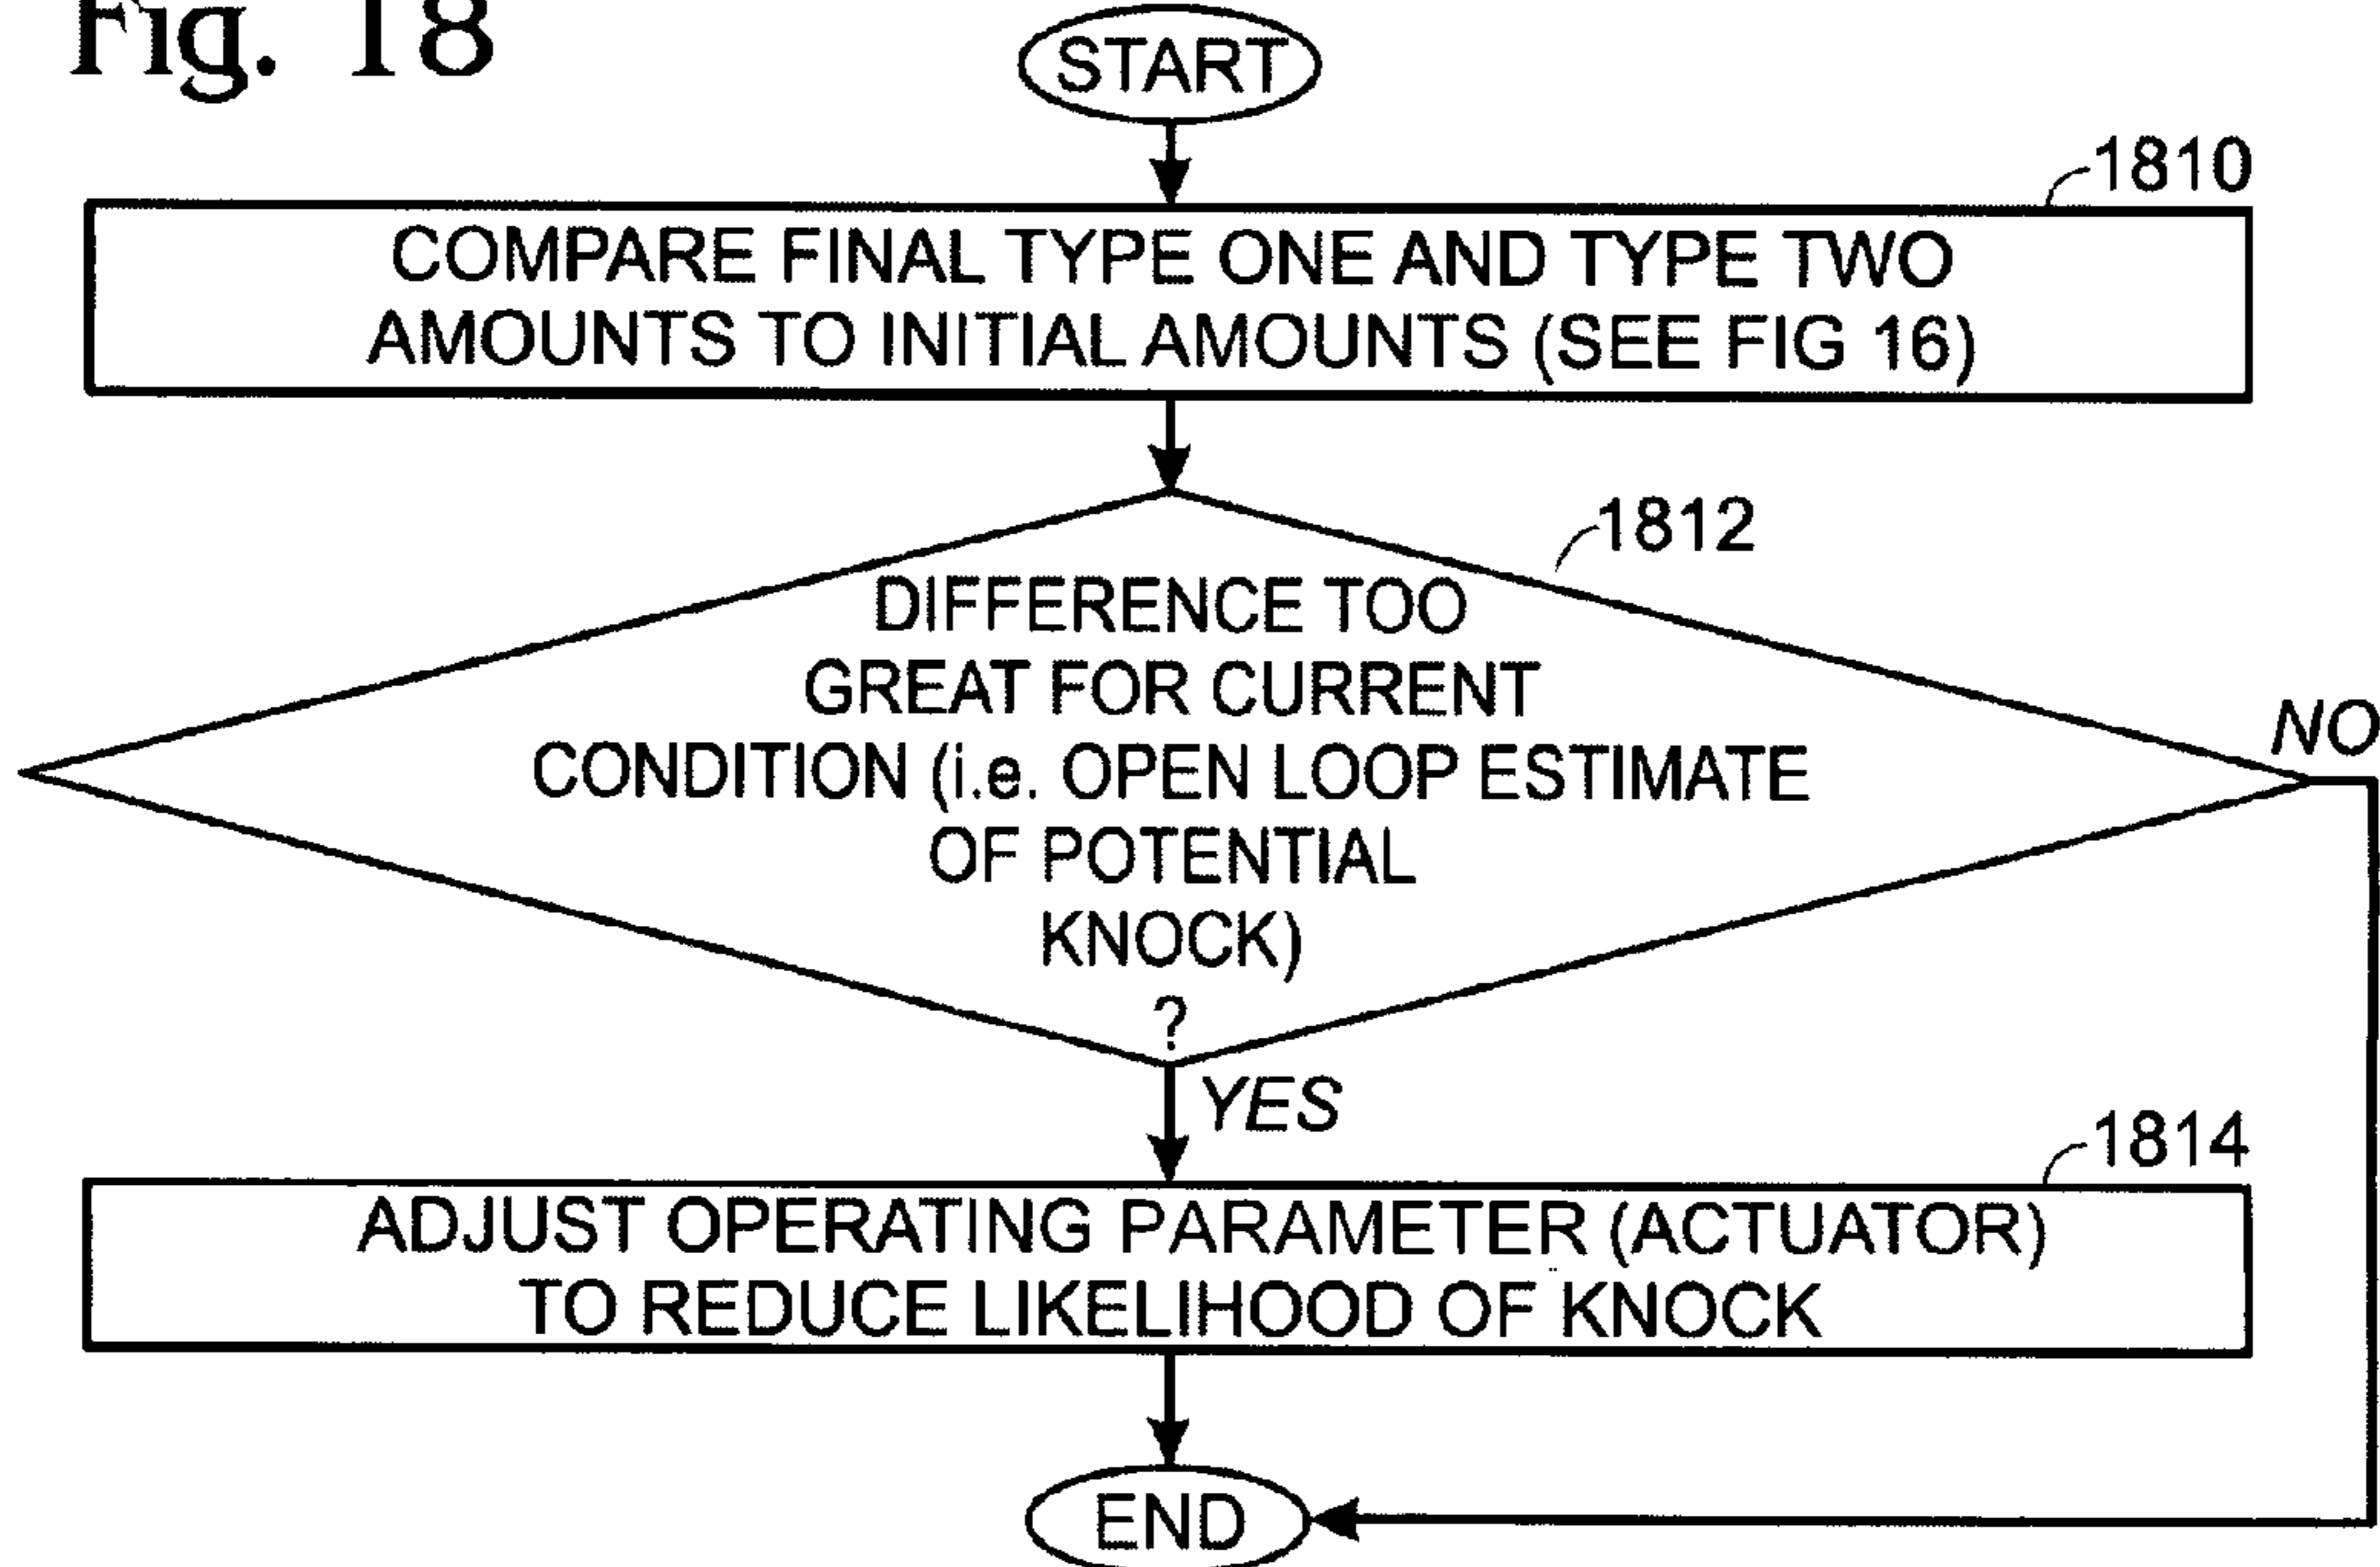 Fig. 18
START
1810
COMPARE FINAL TYPE ONE AND TYPE TWO
AMOUNTS TO INITIAL AMOUNTS (SEE FIG 16)
1812
DIFFERENCE TOO
GREAT FOR CURRENT
CONDITION (i.e. OPEN LOOP ESTIMATE
OF POTENTIAL
KNOCK)
?
NO
YES
1814
ADJUST OPERATING PARAMETER (ACTUATOR)
TO REDUCE LIKELIHOOD OF KNOCK
END